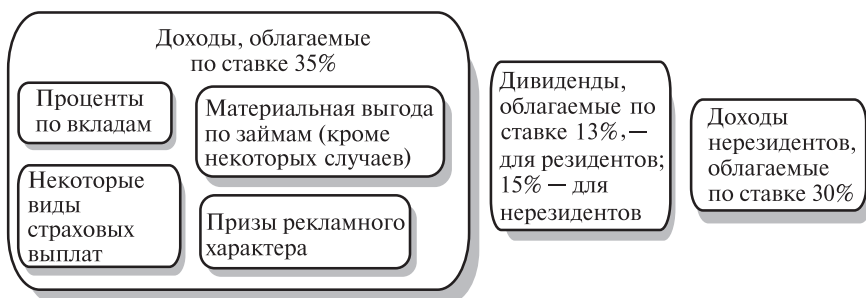 Доходы, облагаемые
по ставке 35%
Проценты
по вкладам
Материальная выгода
по займам (кроме
некоторых случаев)
Некоторые
виды
страховых
выплат
Призы рекламного
характера
Дивиденды,
облагаемые по
ставке 13%,—
для резидентов;
15% — для
нерезидентов
Доходы
нерезидентов,
облагаемые
по ставке 30%